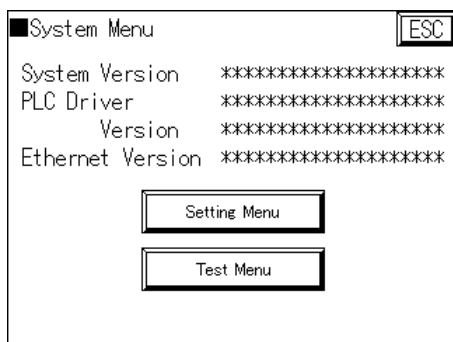 ■System Menu ESC
System Version ********************
PLC Driver ********************
Version ********************
Ethernet Version ********************
Setting Menu
Test Menu